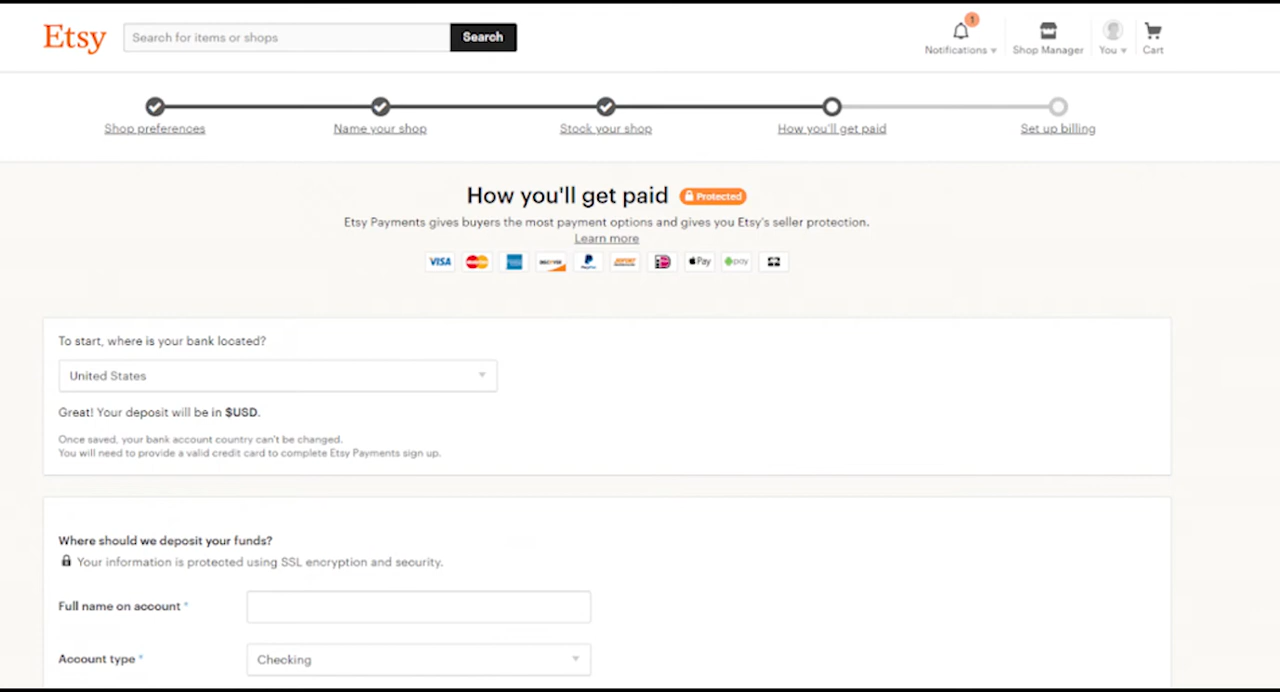 Etsy
Search for items or shops
Search
1
Notifications
Shop Manager
You
Cart
Shop preferences
Name your shop
Stock your shop
How you'll get paid
Set up billing
How you'll get paid
Protected
Etsy Payments gives buyers the most payment options and gives you Etsy's seller protection.
Learn more
VISA
Pay
pay
To start, where is your bank located?
United States
Great! Your deposit will be in $USD.
Once saved, your bank account country can't be changed.
You will need to provide a valid credit card to complete Etsy Payments sign up.
Where should we deposit your funds?
Your information is protected using SSL encryption and security.
Full name on account *
Account type *
Checking